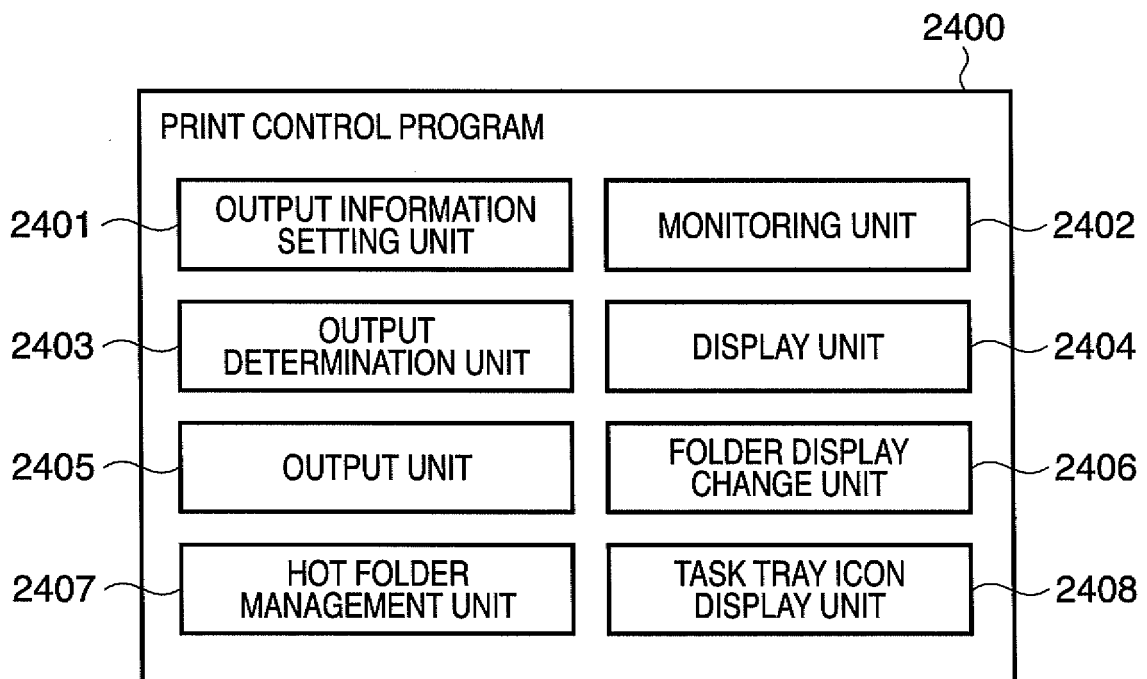 2400
PRINT CONTROL PROGRAM
2401
OUTPUT INFORMATION
SETTING UNIT
MONITORING UNIT
2402
2403
OUTPUT
DETERMINATION UNIT
DISPLAY UNIT
2404
2405
OUTPUT UNIT
FOLDER DISPLAY
CHANGE UNIT
2406
2407
HOT FOLDER
MANAGEMENT UNIT
TASK TRAY ICON
DISPLAY UNIT
2408